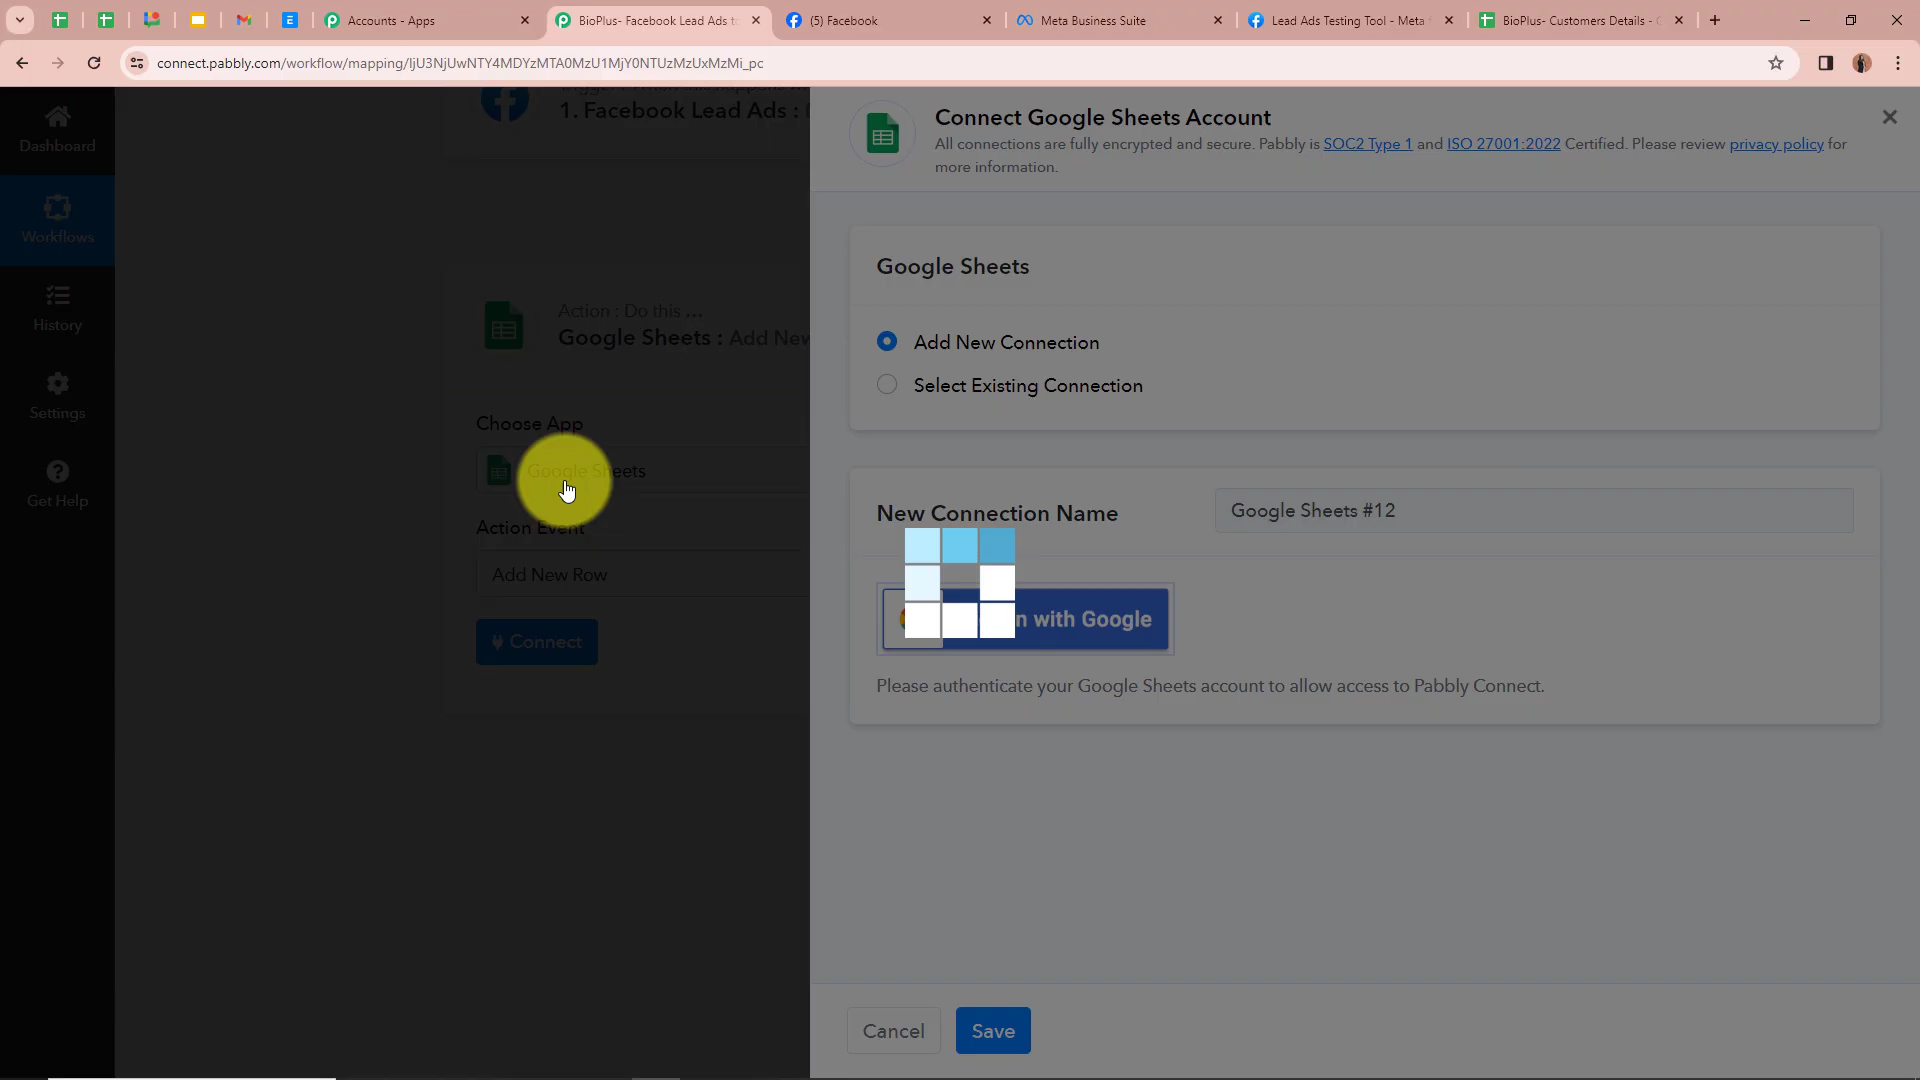 Accounts - Apps
BioPlus- Facebook Lead Ads to
(5) Facebook
Meta Business Suite
Lead Ads Testing Tool - Meta
BioPlus- Customers Details -
connect.pabbly.com/workflow/mapping/IjU3NjUwNTY4MDYzMTA0MzU1MjY0NTUzMzUxMzMi_pc
Dashboard
Workflows
History
Settings
Get Help
1. Facebook Lead Ads :
Action : Do this ...
Google Sheets : Add New
Choose App
Google Sheets
Action Event
Add New Row
Connect
Connect Google Sheets Account
All connections are fully encrypted and secure. Pabbly is SOC2 Type 1 and ISO 27001:2022 Certified. Please review privacy policy for
more information.
Google Sheets
Add New Connection
Select Existing Connection
New Connection Name
Google Sheets #12
with Google
Please authenticate your Google Sheets account to allow access to Pabbly Connect.
Cancel
Save